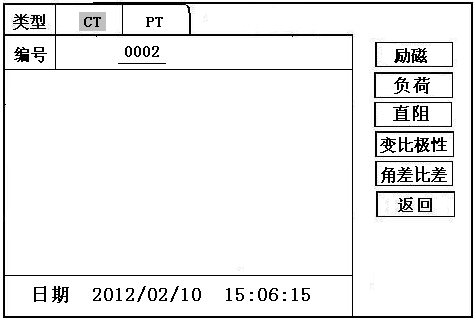 类型 CT PT
编号 0002
励磁
负荷
直阻
变比极性
角差比差
返回
日期 2012/02/10 15:06:15